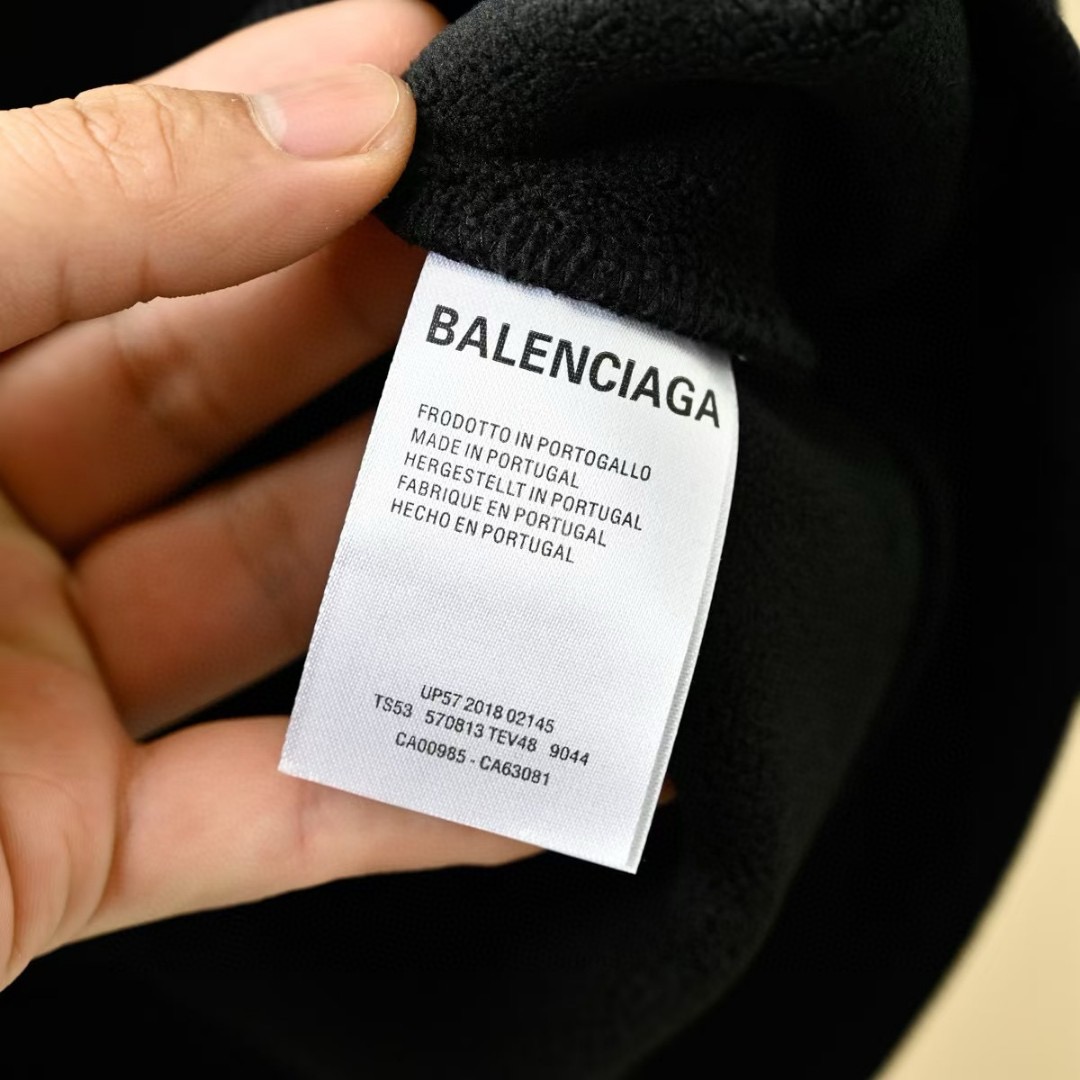 BALENCIAGA
FRODOTTO IN PORTOGALLO
MADE IN PORTUGAL
HERGESTELLT IN PORTUGAL
FABRIQUE EN PORTUGAL
HECHO EN PORTUGAL
UP57 2018 02145
TS53 570813 TEV48 9044
CA00985 - CA63081